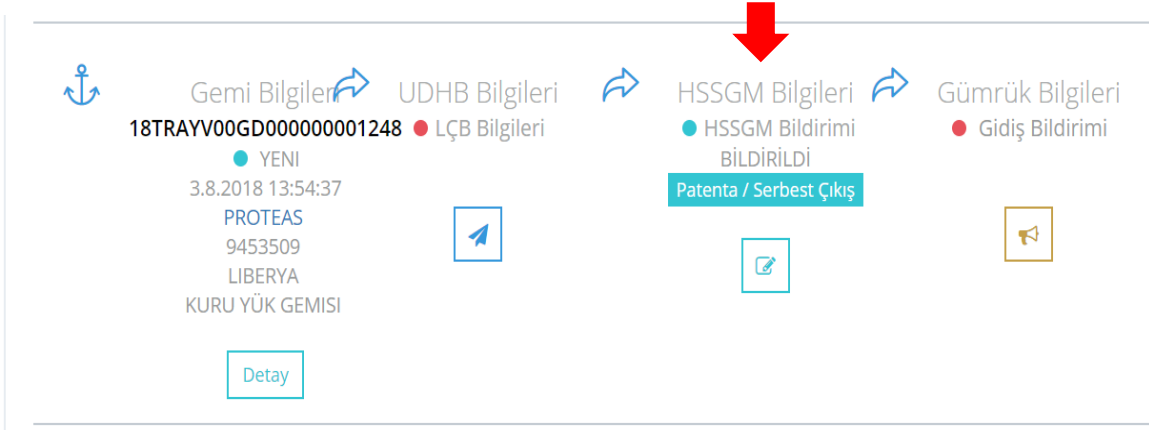 Gemi Bilgileri
18TRAYV00GD000000001248
YENI
3.8.2018 13:54:37
PROTEAS
9453509
LIBERYA
KURU YÜK GEMISI
Detay
UDHB Bilgileri
LÇB Bilgileri
HSSGM Bilgileri
HSSGM Bildirimi
BİLDİRİLDİ
Patenta / Serbest Çıkış
Gümrük Bilgileri
Gidiş Bildirimi